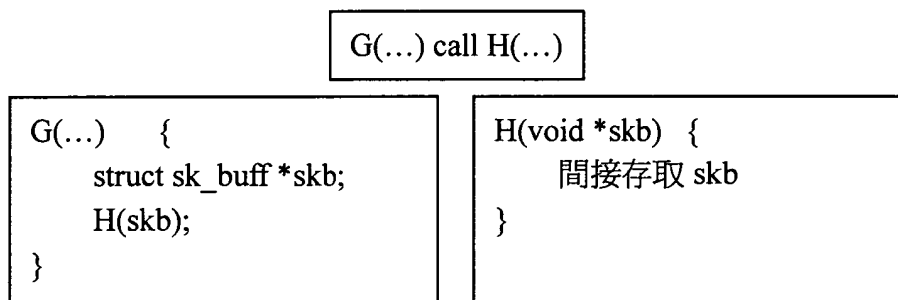 G(…) call H(…)
G(…) {
struct sk_buff *skb;
H(skb);
}
H(void *skb) {
間接存取 skb
}